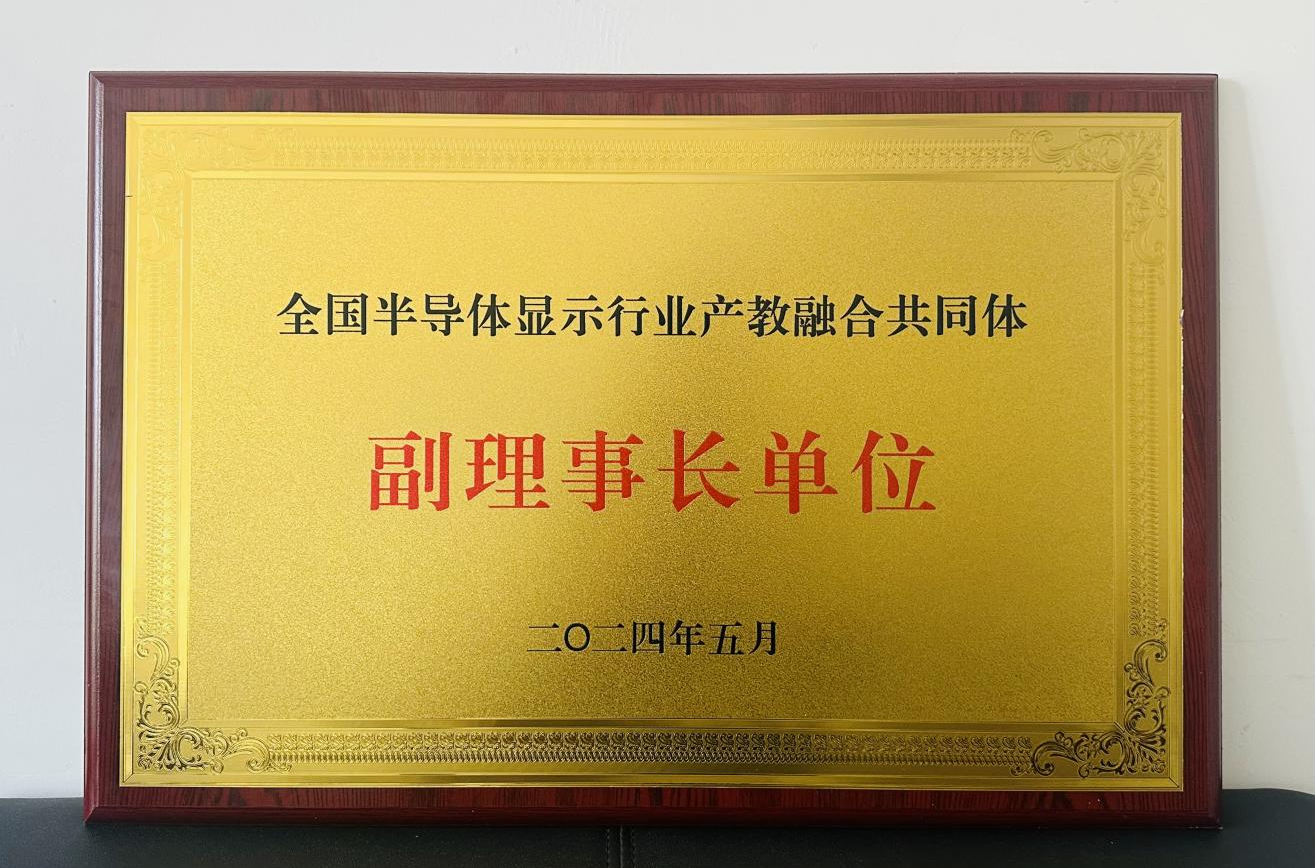 全国半导体显示行业产教融合共同体
副理事长单位
二〇二四年五月